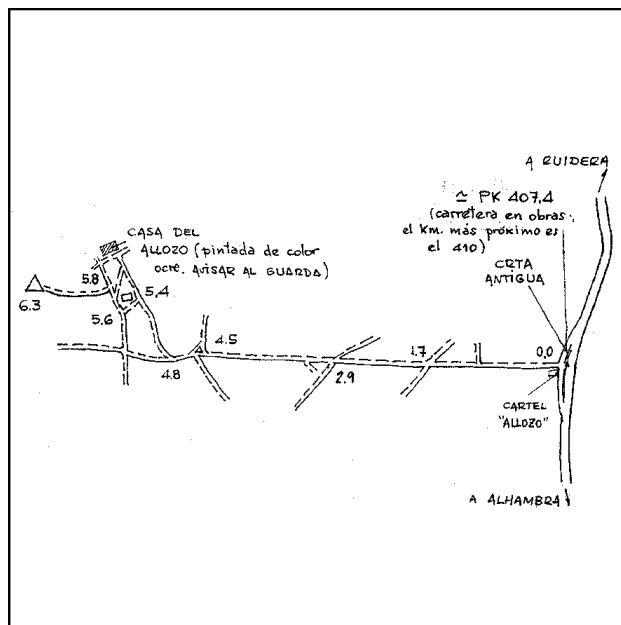 A RUIDERA
≃ PK 407,4
(carretera en obras;
el Km. más próximo es
el 410)
CRTA
ANTIGUA
CASA DEL
ALLOZO (pintada de color
ocre. AVISAR AL GUARDA)
5.8
5.4
6.3
5.6
4.5
4.8
2.9
1.7
0,0
CARTEL
"ALLOZO"
A ALHAMBRA